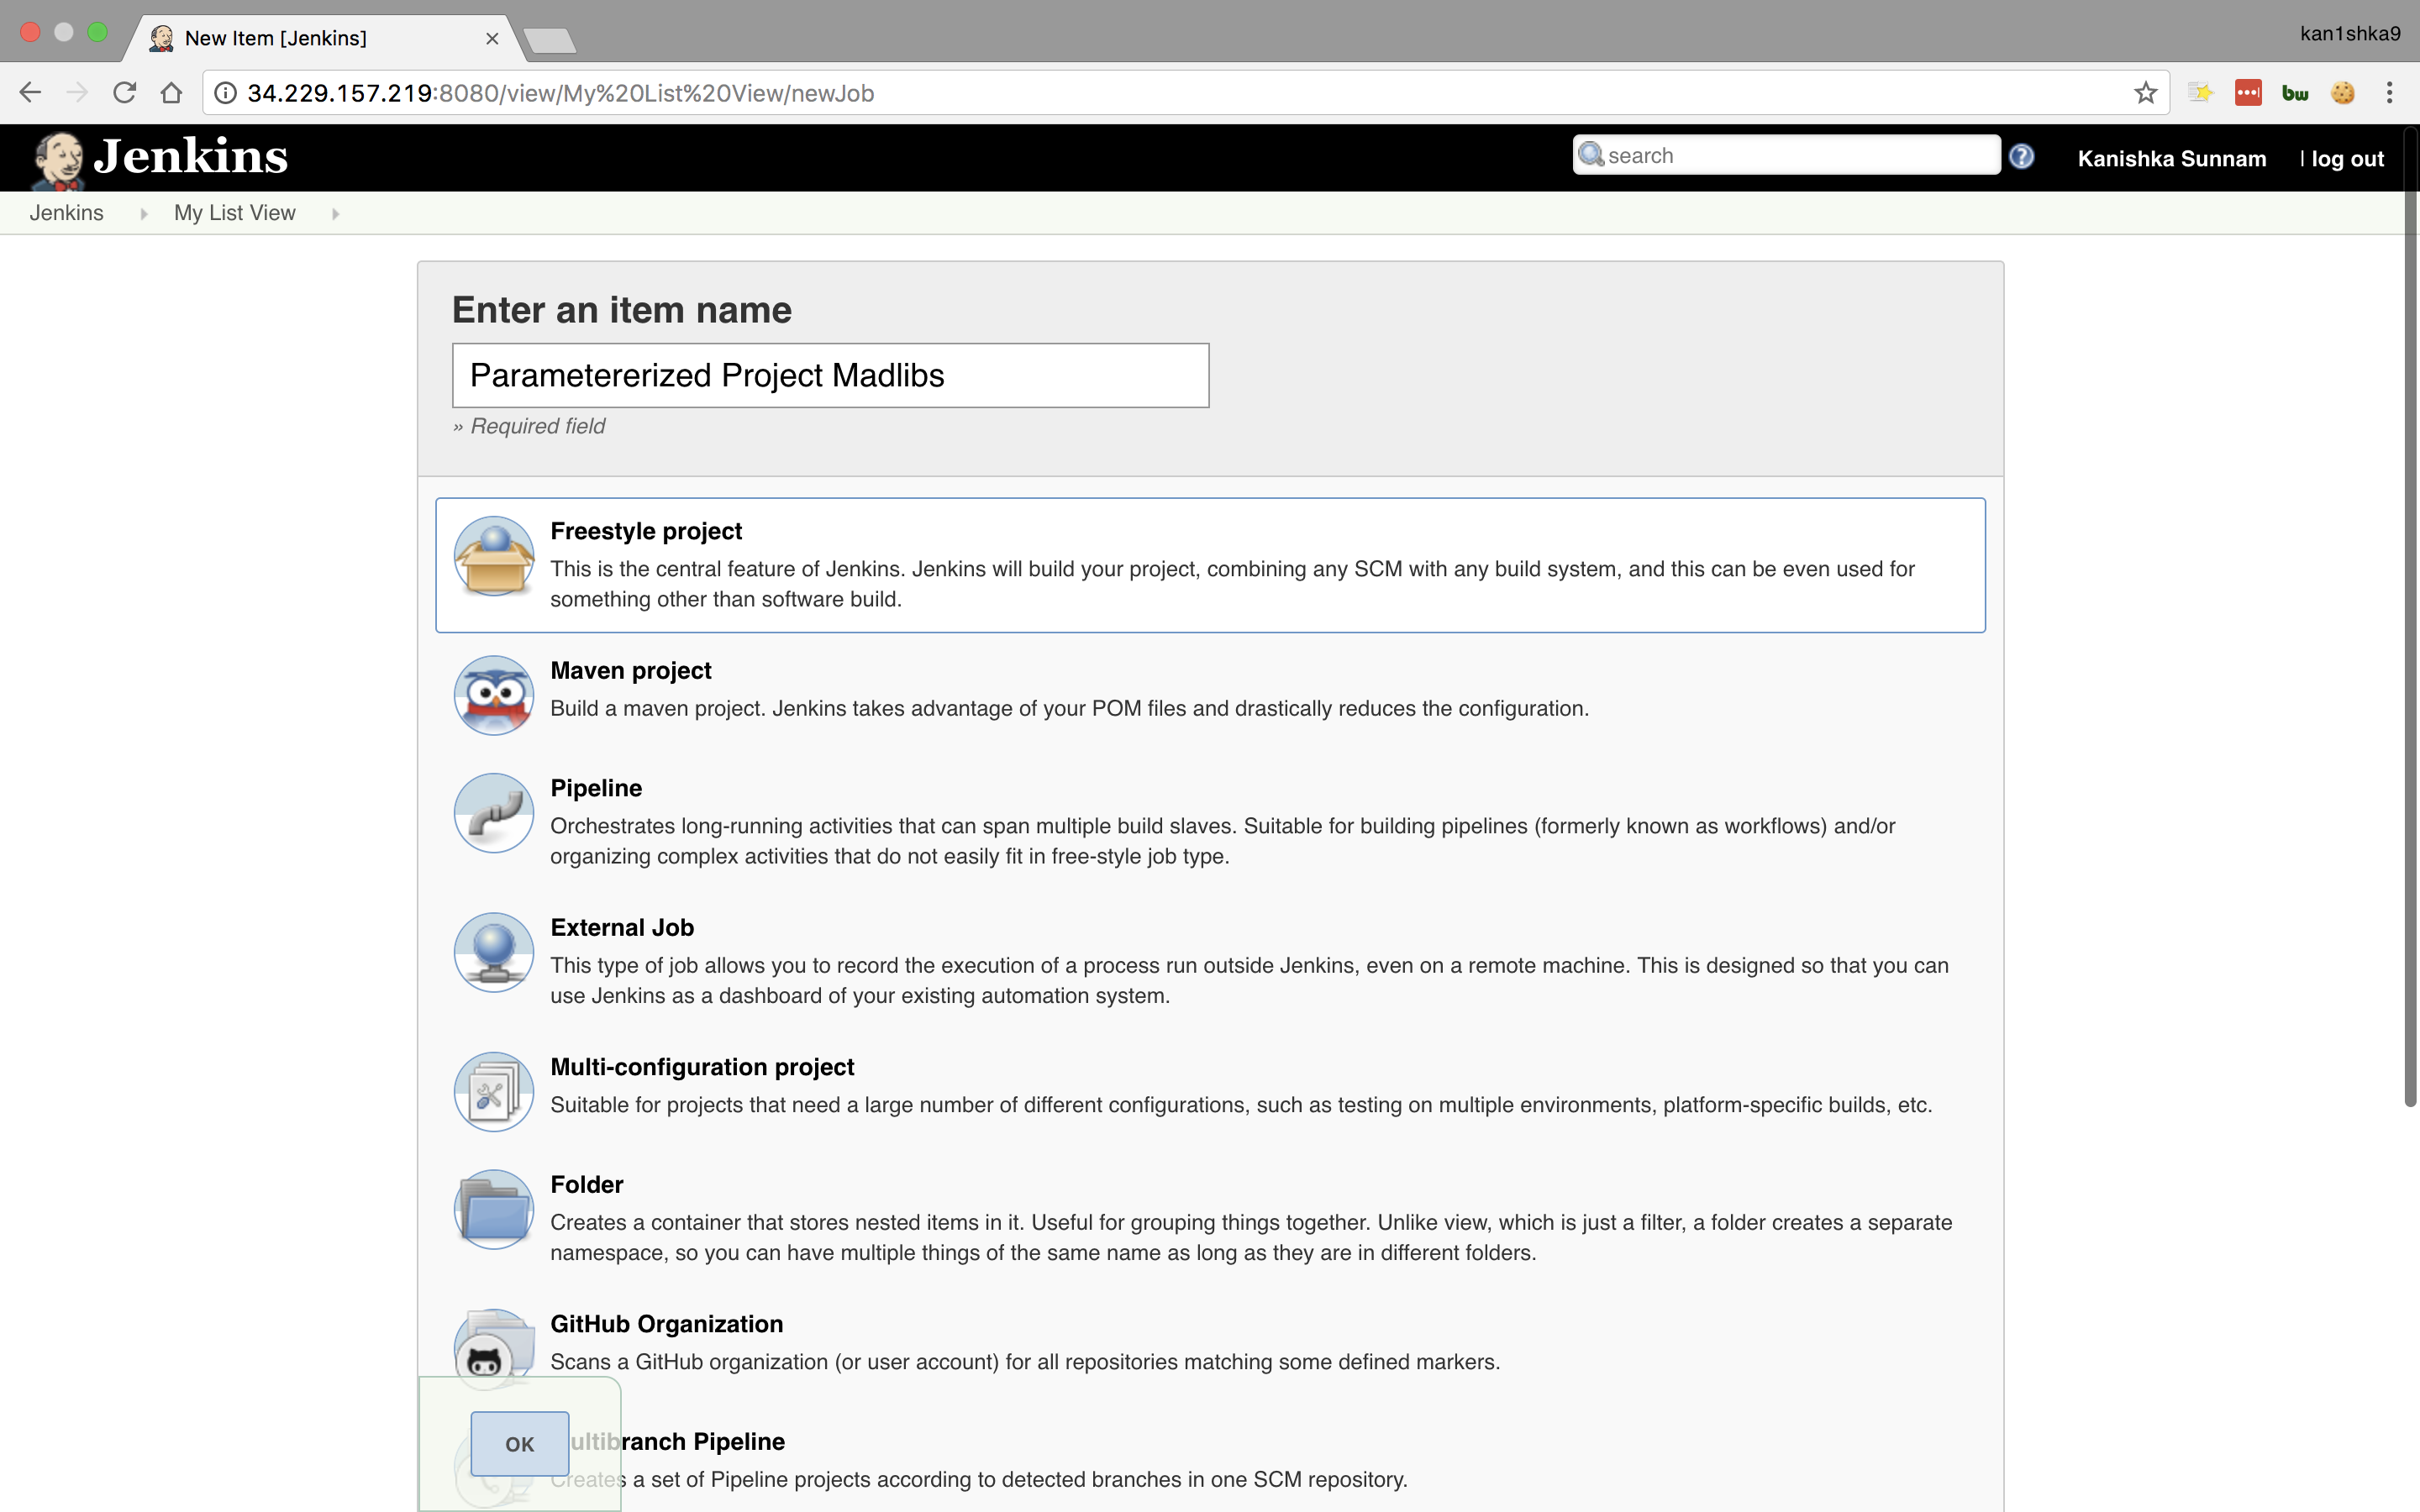 New Item [Jenkins]
kan1shka9
34.229.157.219:8080/view/My%20List%20View/newJob
bw
Jenkins
search
Kanishka Sunnam
| log out
Jenkins
My List View
Enter an item name
Parametererized Project Madlibs
» Required field
Freestyle project
This is the central feature of Jenkins. Jenkins will build your project, combining any SCM with any build system, and this can be even used for
something other than software build.
Maven project
Build a maven project. Jenkins takes advantage of your POM files and drastically reduces the configuration.
Pipeline
Orchestrates long-running activities that can span multiple build slaves. Suitable for building pipelines (formerly known as workflows) and/or
organizing complex activities that do not easily fit in free-style job type.
External Job
This type of job allows you to record the execution of a process run outside Jenkins, even on a remote machine. This is designed so that you can
use Jenkins as a dashboard of your existing automation system.
Multi-configuration project
Suitable for projects that need a large number of different configurations, such as testing on multiple environments, platform-specific builds, etc.
Folder
Creates a container that stores nested items in it. Useful for grouping things together. Unlike view, which is just a filter, a folder creates a separate
namespace, so you can have multiple things of the same name as long as they are in different folders.
GitHub Organization
Scans a GitHub organization (or user account) for all repositories matching some defined markers.
OK
ultibranch Pipeline
Creates a set of Pipeline projects according to detected branches in one SCM repository.